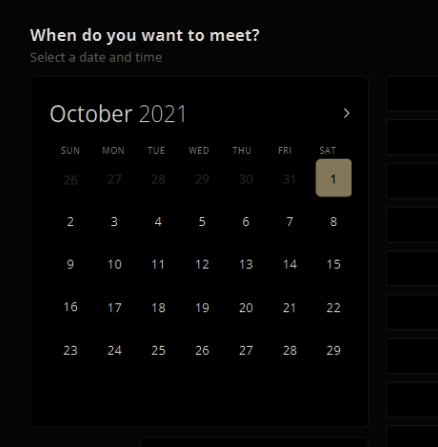 When do you want to meet?
Select a date and time
October 2021
SUN MON TUE WED THU FRI SAT
26 27 28 29 30 31 1
2 3 4 5 6 7 8
9 10 11 12 13 14 15
16 17 18 19 20 21 22
23 24 25 26 27 28 29